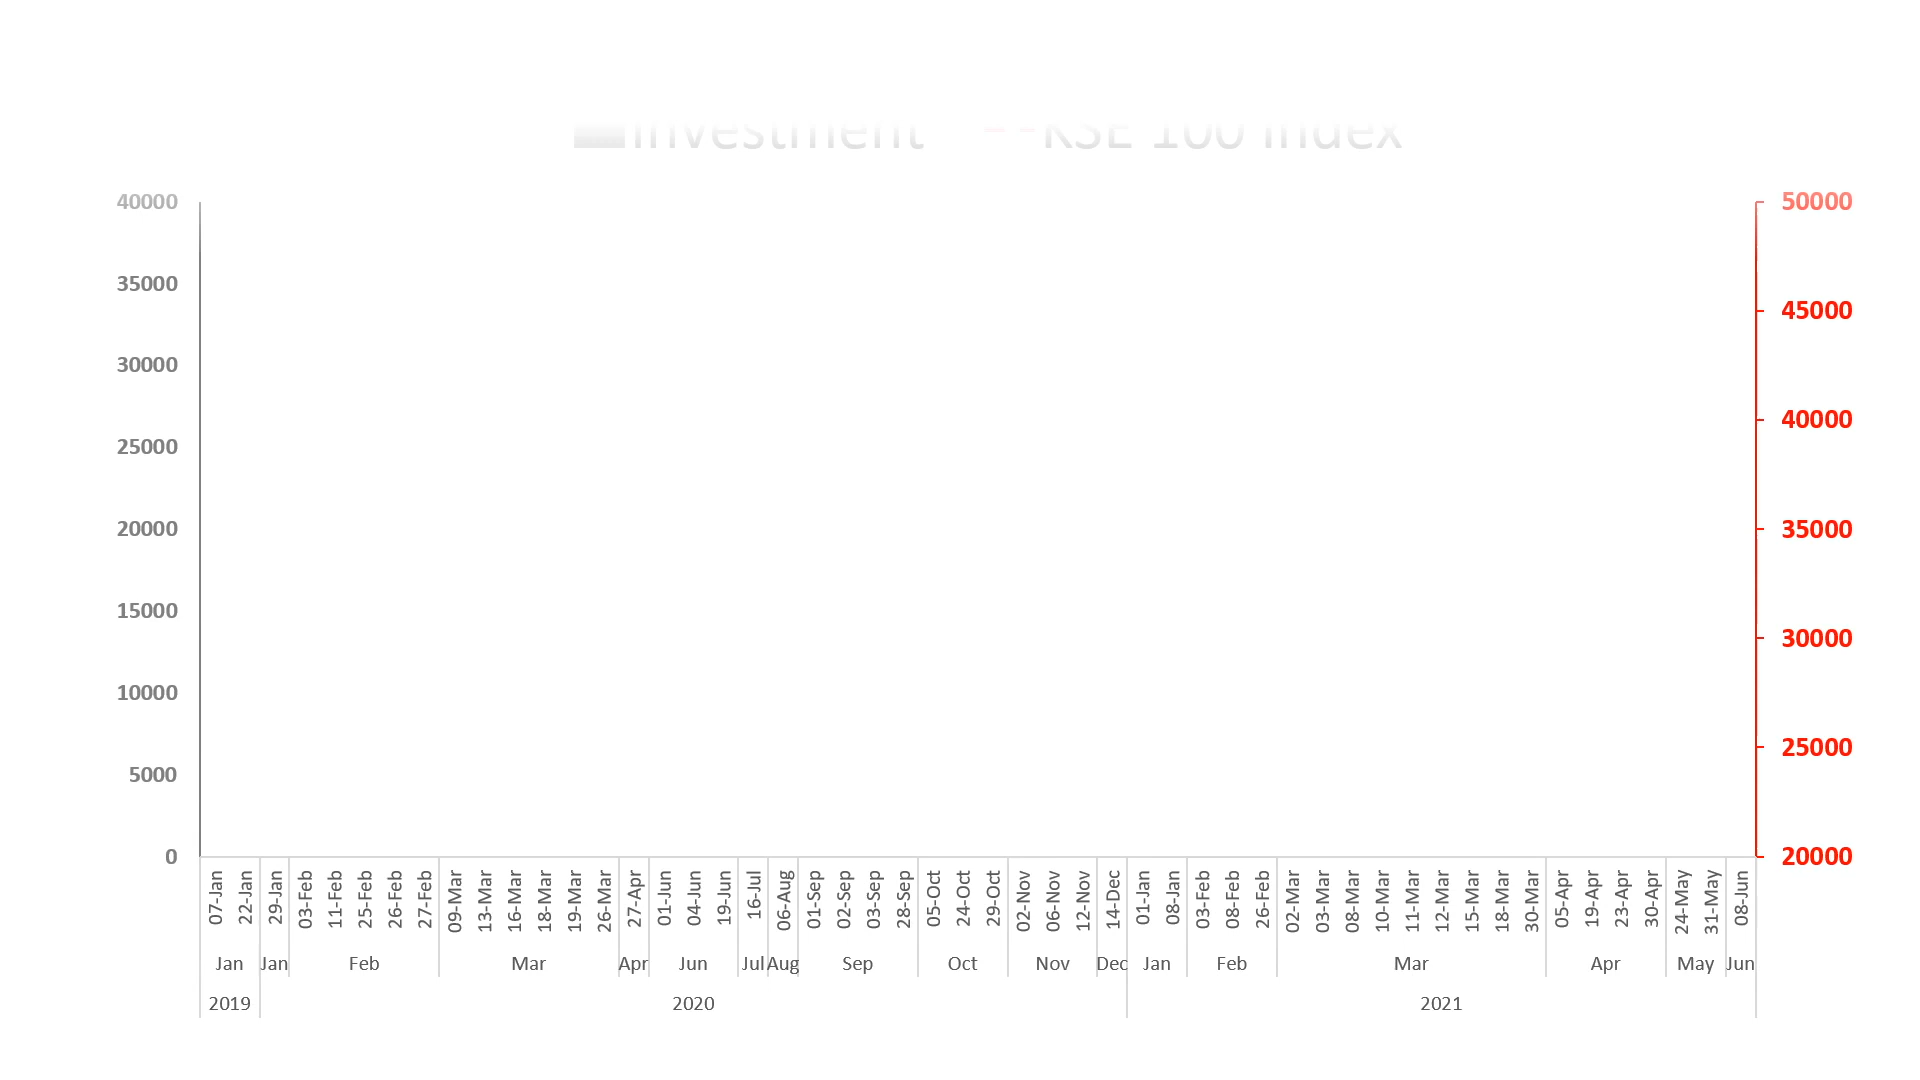 Investment KSE 100 Index
40000 50000
35000 45000
30000 40000
25000 35000
20000 30000
15000 25000
10000 20000
5000
0
07-Jan 22-Jan 29-Jan 03-Feb 11-Feb 25-Feb 26-Feb 27-Feb 09-Mar 13-Mar 16-Mar 18-Mar 19-Mar 26-Mar 27-Apr 01-Jun 04-Jun 19-Jun 16-Jul 06-Aug 01-Sep 02-Sep 03-Sep 28-Sep 05-Oct 24-Oct 29-Oct 02-Nov 06-Nov 12-Nov 14-Dec 01-Jan 08-Jan 03-Feb 08-Feb 26-Feb 02-Mar 03-Mar 08-Mar 10-Mar 11-Mar 12-Mar 15-Mar 18-Mar 30-Mar 05-Apr 19-Apr 23-Apr 30-Apr 24-May 31-May 08-Jun
Jan Jan Feb Mar Apr Jun Jul Aug Sep Oct Nov Dec Jan Feb Mar Apr May Jun
2019 2020 2021